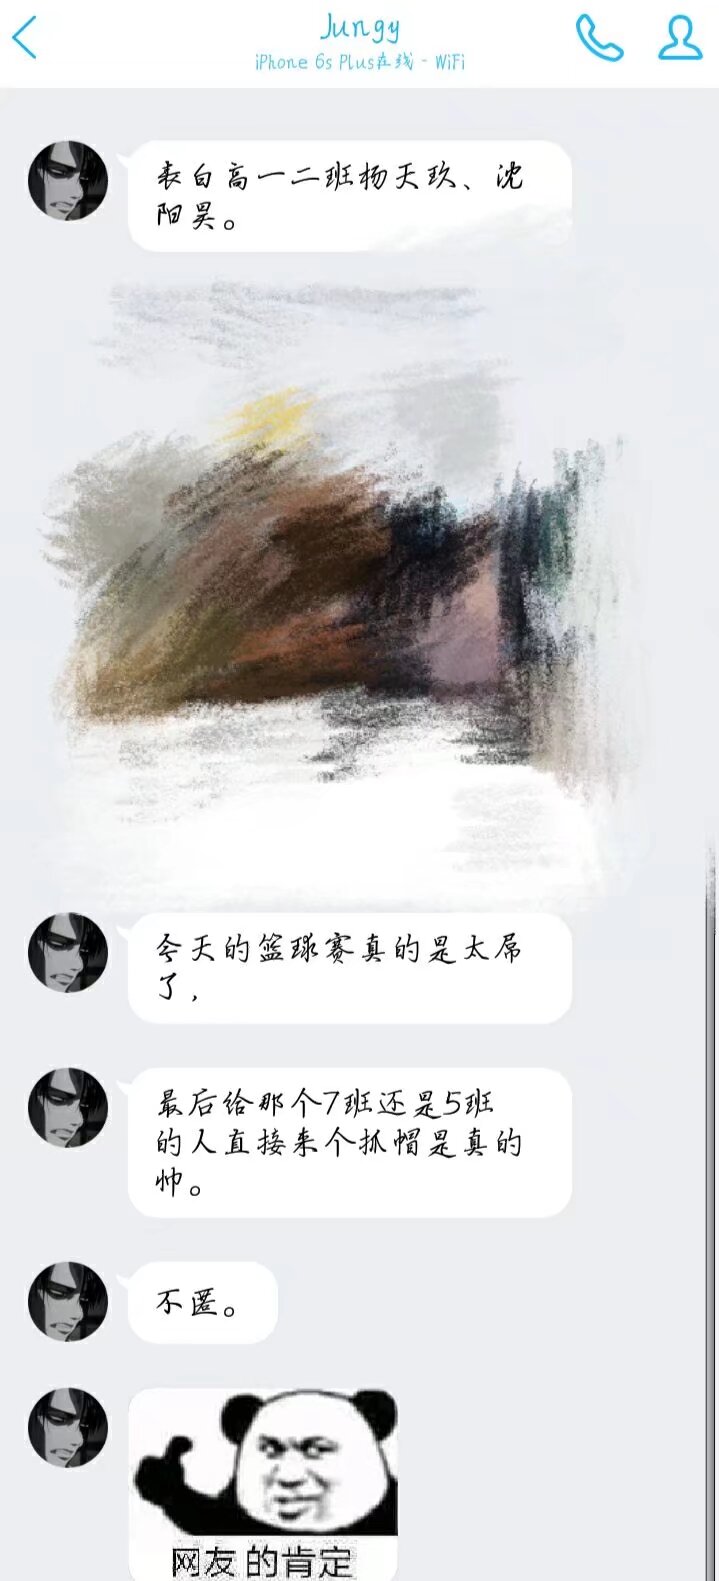 Jungy
iPhone 6s Plus在线 - WiFi
表白高一二班杨天玖、沈
阳昊。
今天的篮球赛真的是太屌
了，
最后给那个7班还是5班
的人直接来个抓帽是真的
帅。
不匿。
网友的肯定